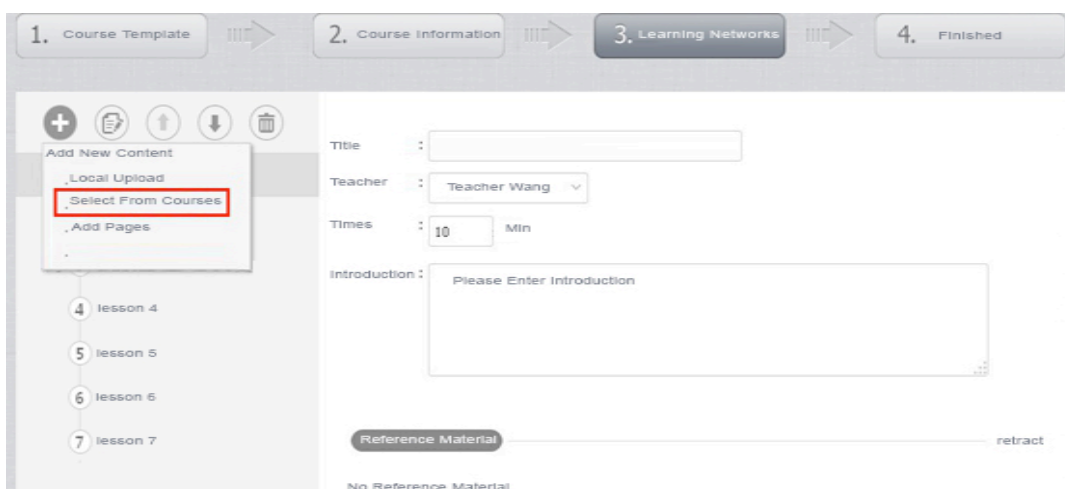 1. Course Template
2. Course Information
3. Learning Networks
4. Finished
Add New Content
Local Upload
Select From Courses
Add Pages
4 lesson 4
5 lesson 5
6 lesson 6
7 lesson 7
Title :
Teacher : Teacher Wang
Times : 10 Min
Introduction : Please Enter Introduction
Reference Material
retract
No Reference Material